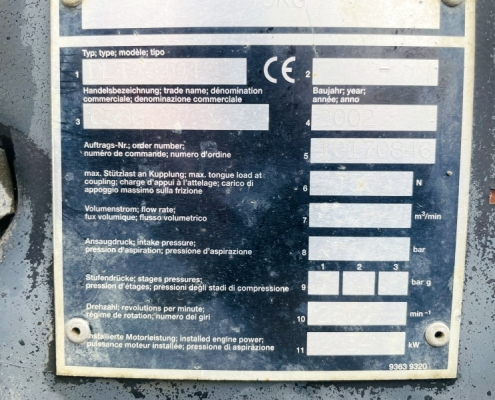 Typ; type; modèle; tipo
1 CE 2
Handelsbezeichnung; trade name; dénomination
commerciale; denominazione commerciale
Baujahr; year;
année; anno
3 4
Auftrags-Nr.; order number;
numéro de commande; numero d'ordine
5
max. Stützlast an Kupplung; max. tongue load at
coupling; charge d'appui à l'attelage; carico di
appoggio massimo sulla frizione
6 N
Volumenstrom; flow rate;
fux volumique; flusso volumetrico
7 m³/min
Ansaugdruck; intake pressure;
pression d'aspiration; pressione d'aspirazione
8 bar
1 2 3
Stufendrücke; stages pressures;
pression d'étages; pressioni degli stadi di compressione
9 bar g
Drehzahl; revolutions per minute;
régime de rotation; numero dei giri
10 min⁻¹
installierte Motorleistung; installed engine power;
puissance moteur installée; pressione di aspirazióne
11 kW
9363 9320